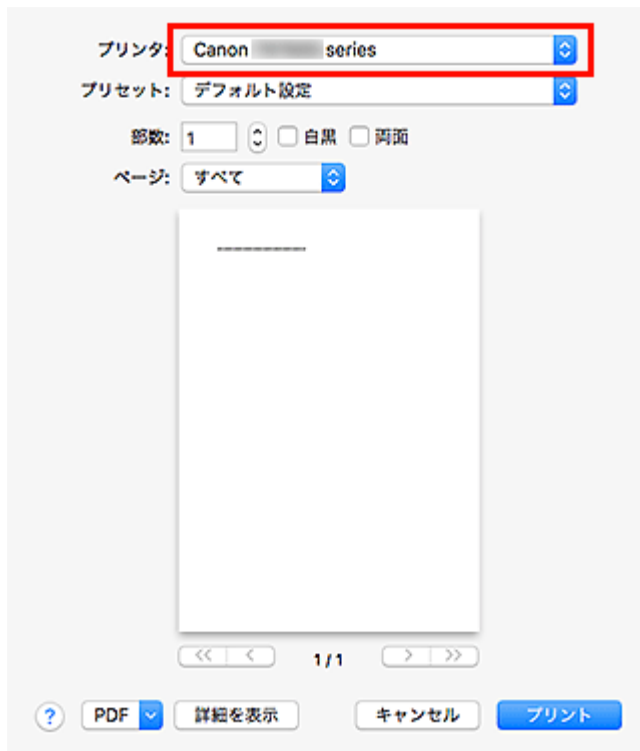 プリンタ: Canon series
プリセット: デフォルト設定
部数: 1 白黒 両面
ページ: すべて
1 / 1
? PDF 詳細を表示 キャンセル プリント